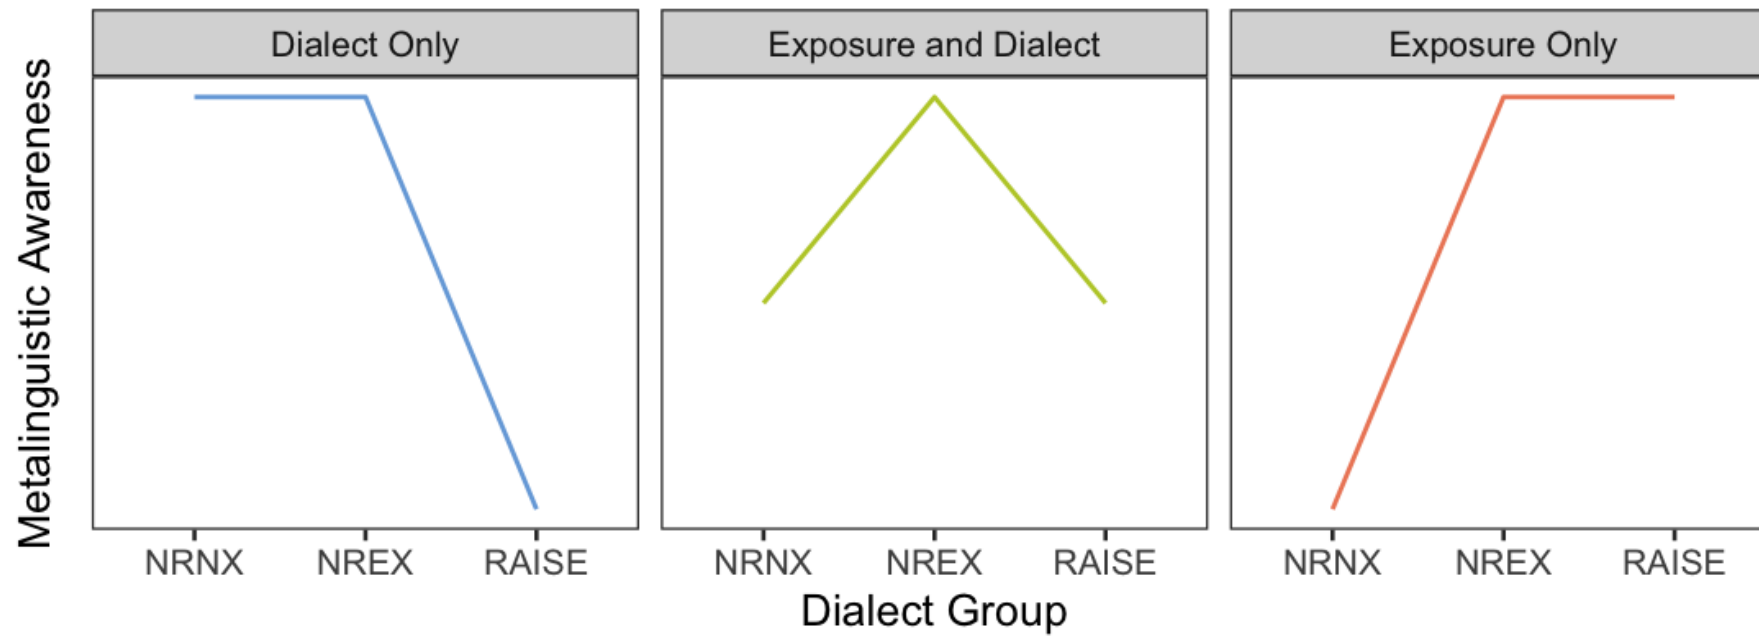 Dialect Only
Exposure and Dialect
Exposure Only
Metalinguistic Awareness
NRNX NREX RAISE
NRNX NREX RAISE
NRNX NREX RAISE
Dialect Group